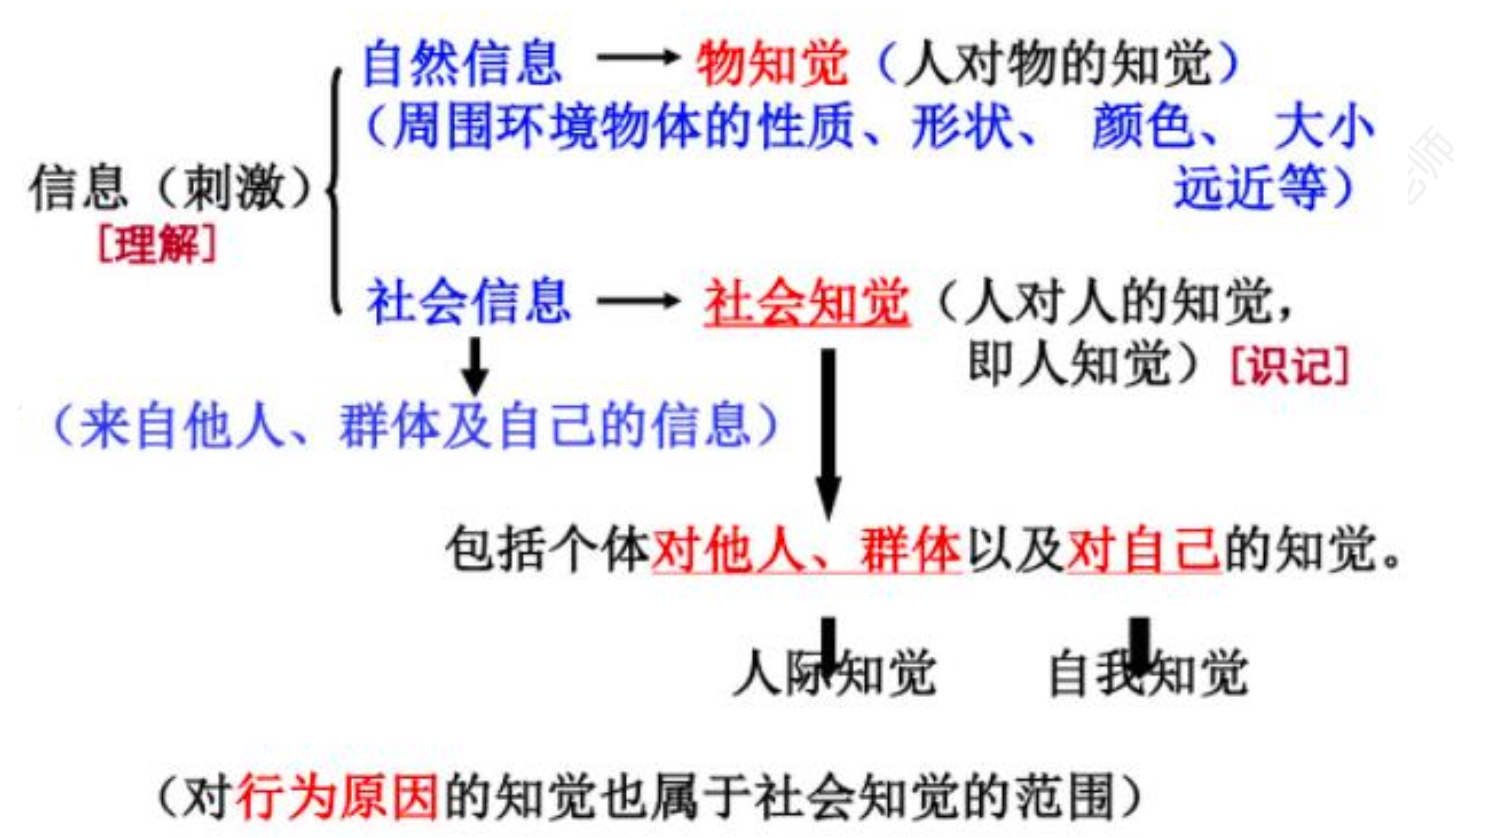 自然信息 → 物知觉（人对物的知觉）
（周围环境物体的性质、形状、 颜色、 大小
远近等）
信息（刺激）
[理解]
社会信息 → 社会知觉（人对人的知觉，
即人知觉）[识记]
（来自他人、群体及自己的信息）
包括个体对他人、群体以及对自己的知觉。
人际知觉 自我知觉
（对行为原因的知觉也属于社会知觉的范围）
师